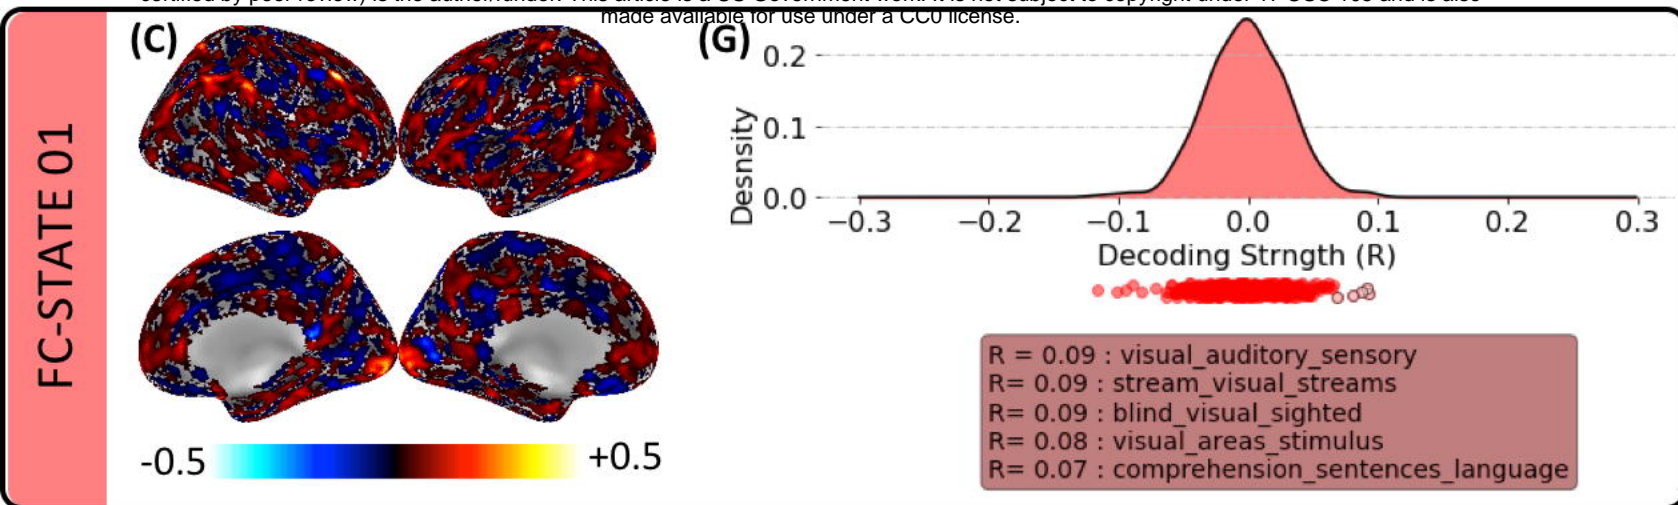 made available for use under a CC0 license.
FC-STATE 01
(C)
-0.5
+0.5
(G)
0.2
0.1
0.0
Desnsity
−0.3
−0.2
−0.1
0.0
0.1
0.2
0.3
Decoding Strngth (R)
R = 0.09 : visual_auditory_sensory
R= 0.09 : stream_visual_streams
R= 0.09 : blind_visual_sighted
R= 0.08 : visual_areas_stimulus
R= 0.07 : comprehension_sentences_language